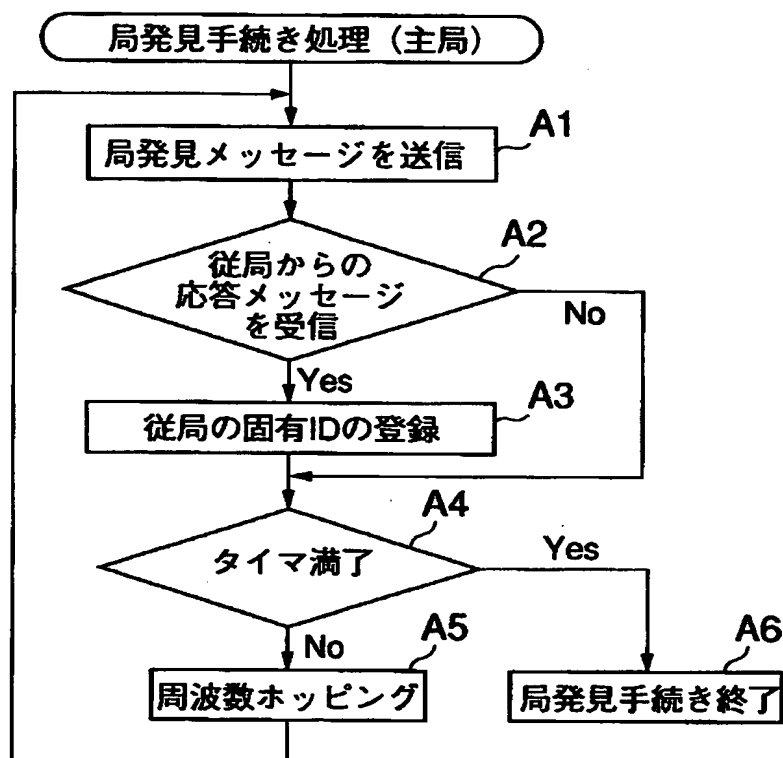 局発見手続き処理（主局）
A1
局発見メッセージを送信
A2
従局からの
応答メッセージ
を受信
No
Yes
A3
従局の固有IDの登録
A4
タイマ満了
Yes
No
A5
周波数ホッピング
A6
局発見手続き終了